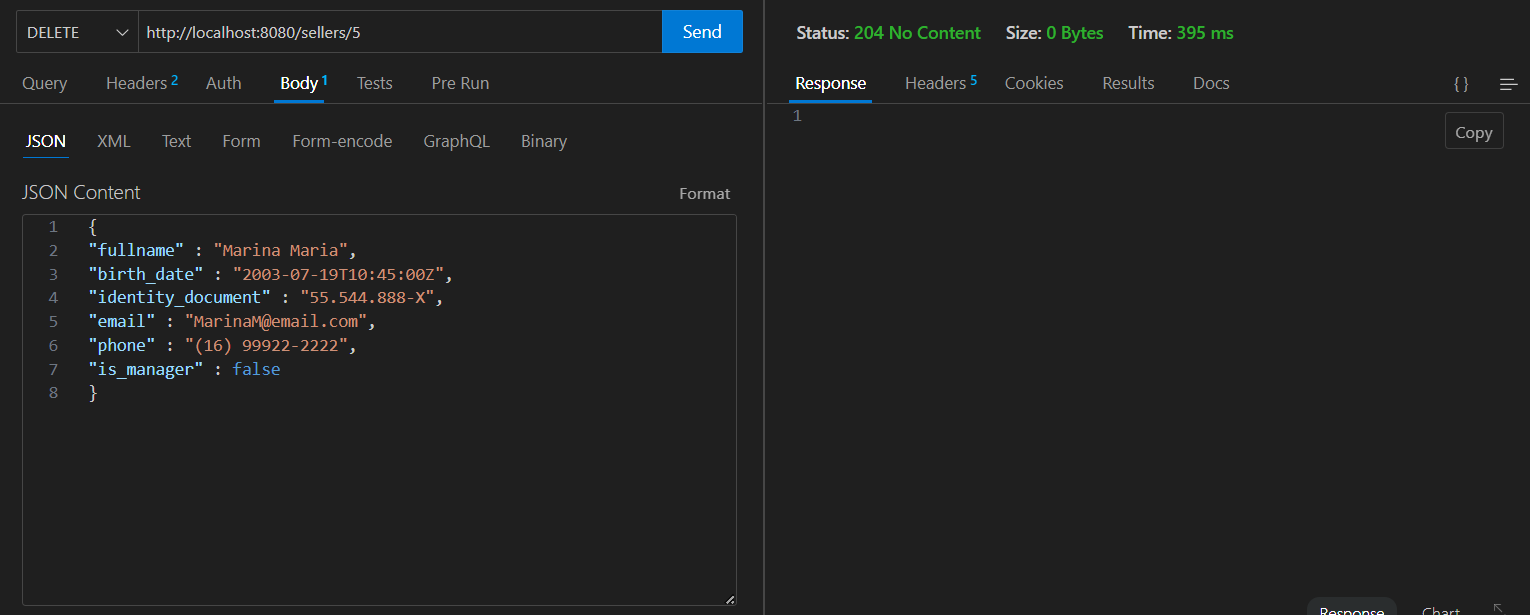 DELETE http://localhost:8080/sellers/5 Send
Query Headers 2 Auth Body 1 Tests Pre Run
JSON XML Text Form Form-encode GraphQL Binary
JSON Content Format
1 {
2 "fullname" : "Marina Maria",
3 "birth_date" : "2003-07-19T10:45:00Z",
4 "identity_document" : "55.544.888-X",
5 "email" : "MarinaM@email.com",
6 "phone" : "(16) 99922-2222",
7 "is_manager" : false
8 }
Status: 204 No Content Size: 0 Bytes Time: 395 ms
Response Headers 5 Cookies Results Docs { }
1
Copy
Response Chart